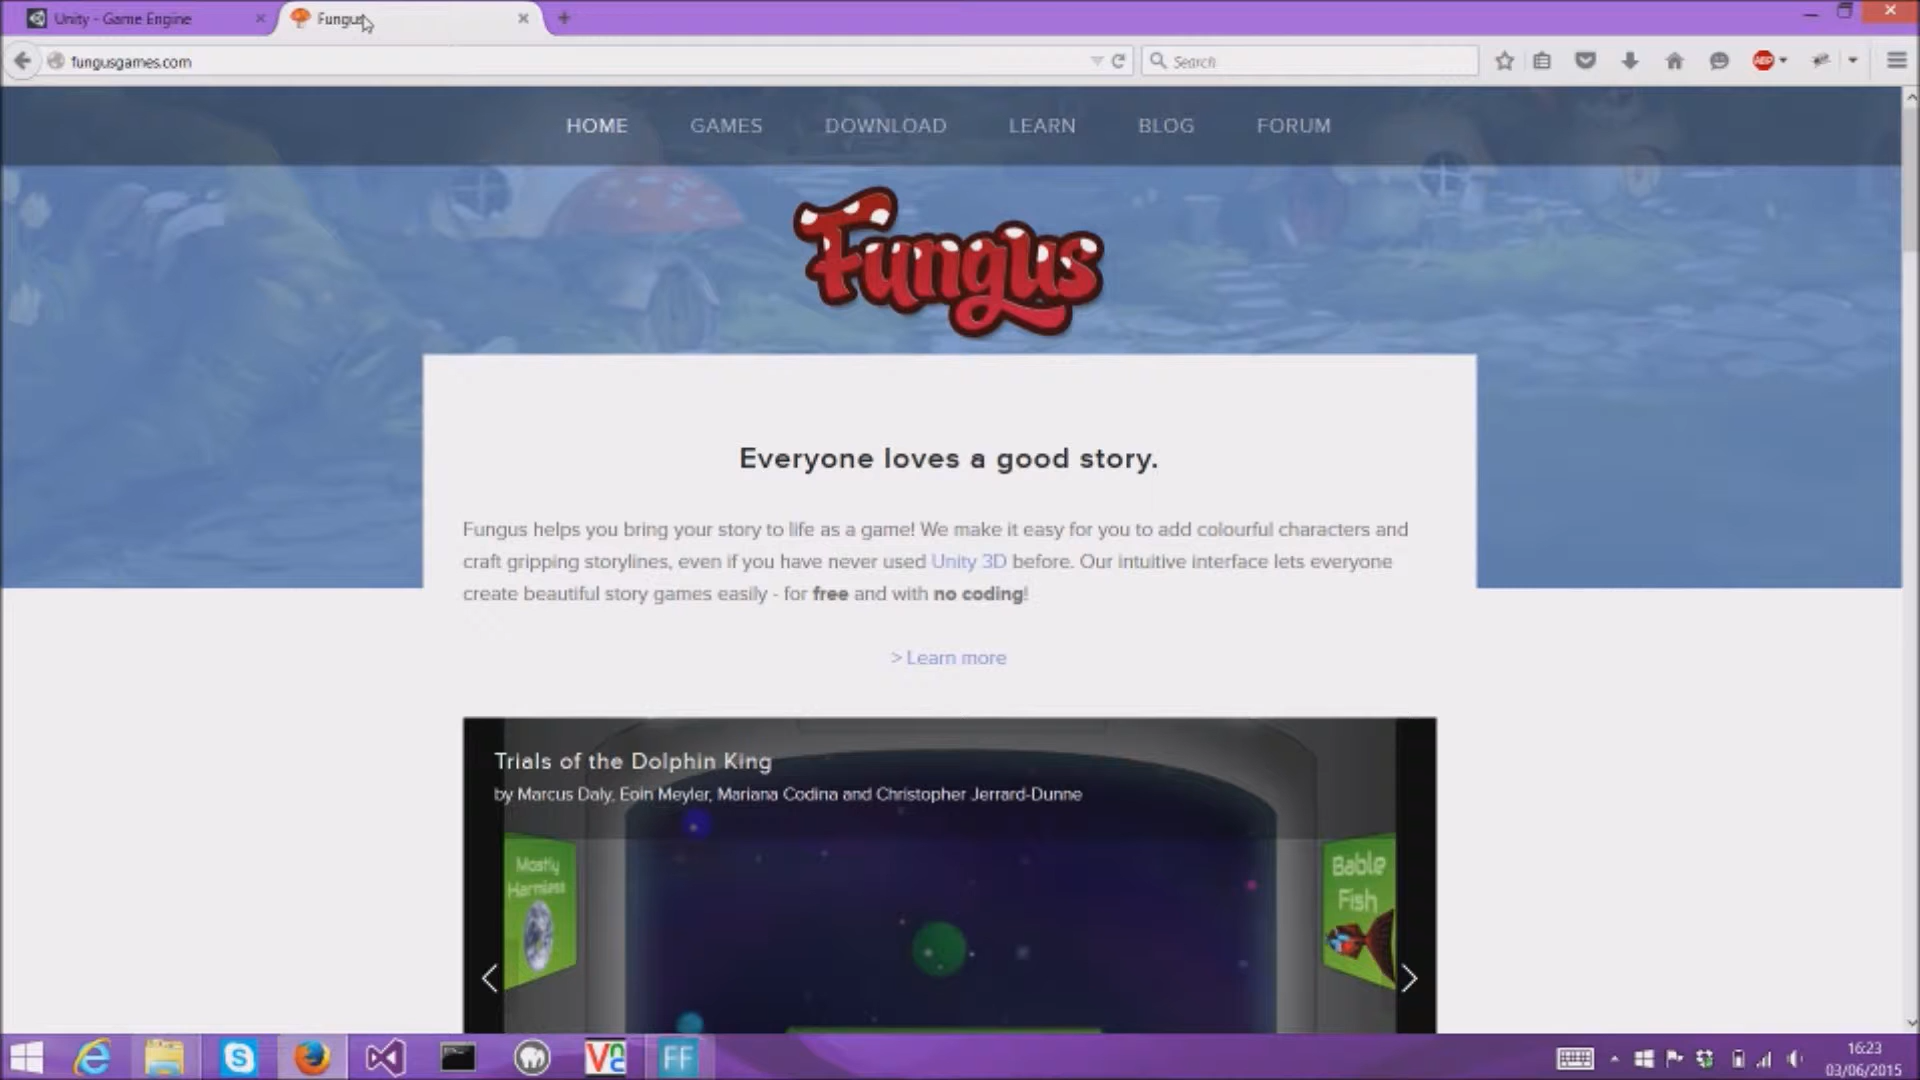 Unity - Game Engine
Fungus
fungusgames.com
Search
ABP
HOME
GAMES
DOWNLOAD
LEARN
BLOG
FORUM
Fungus
Everyone loves a good story.
Fungus helps you bring your story to life as a game! We make it easy for you to add colourful characters and
craft gripping storylines, even if you have never used Unity 3D before. Our intuitive interface lets everyone
create beautiful story games easily - for free and with no coding!
> Learn more
Trials of the Dolphin King
by Marcus Daly, Eoin Meyler, Mariana Codina and Christopher Jerrard-Dunne
Mostly
Harmless
Bable
Fish
FF
16:23
03/06/2015